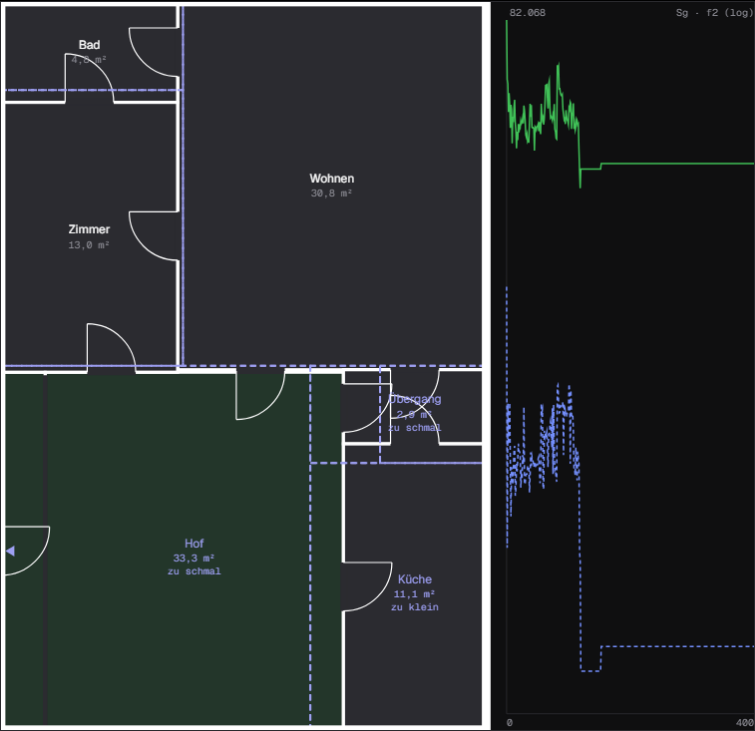 82.068
Sg - f2 (log)
Bad
4,8 m²
Wohnen
30,8 m²
Zimmer
13,0 m²
Übergang
2,9 m²
zu schmal
Hof
33,3 m²
zu schmal
Küche
11,1 m²
zu klein
0
400